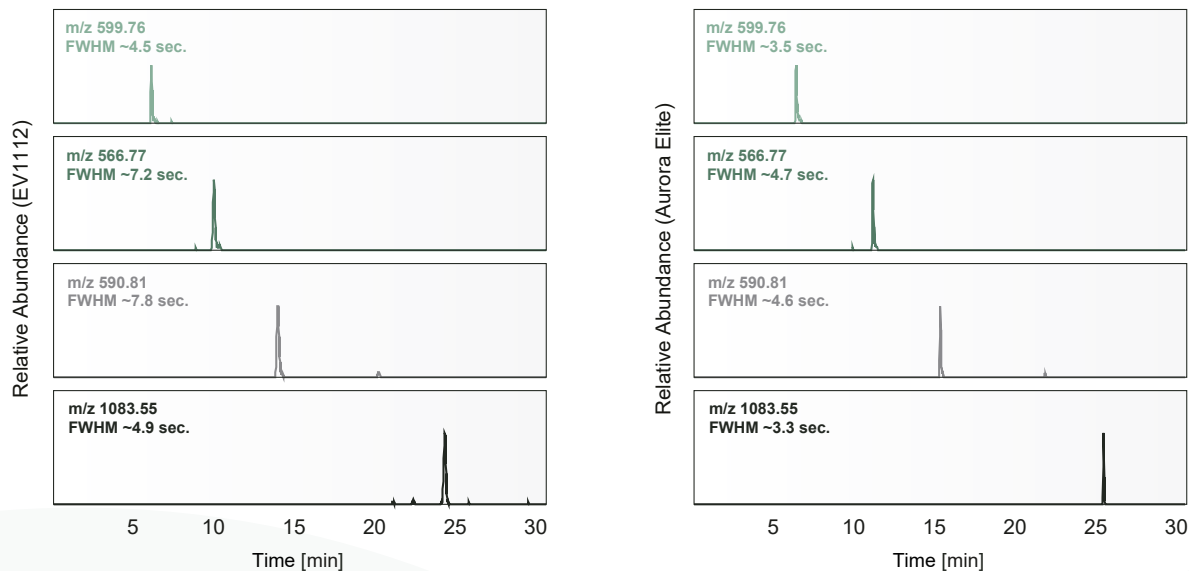 Relative Abundance (EV1112)
m/z 599.76
FWHM ~4.5 sec.
m/z 566.77
FWHM ~7.2 sec.
m/z 590.81
FWHM ~7.8 sec.
m/z 1083.55
FWHM ~4.9 sec.
5 10 15 20 25 30
Time [min]
Relative Abundance (Aurora Elite)
m/z 599.76
FWHM ~3.5 sec.
m/z 566.77
FWHM ~4.7 sec.
m/z 590.81
FWHM ~4.6 sec.
m/z 1083.55
FWHM ~3.3 sec.
5 10 15 20 25 30
Time [min]